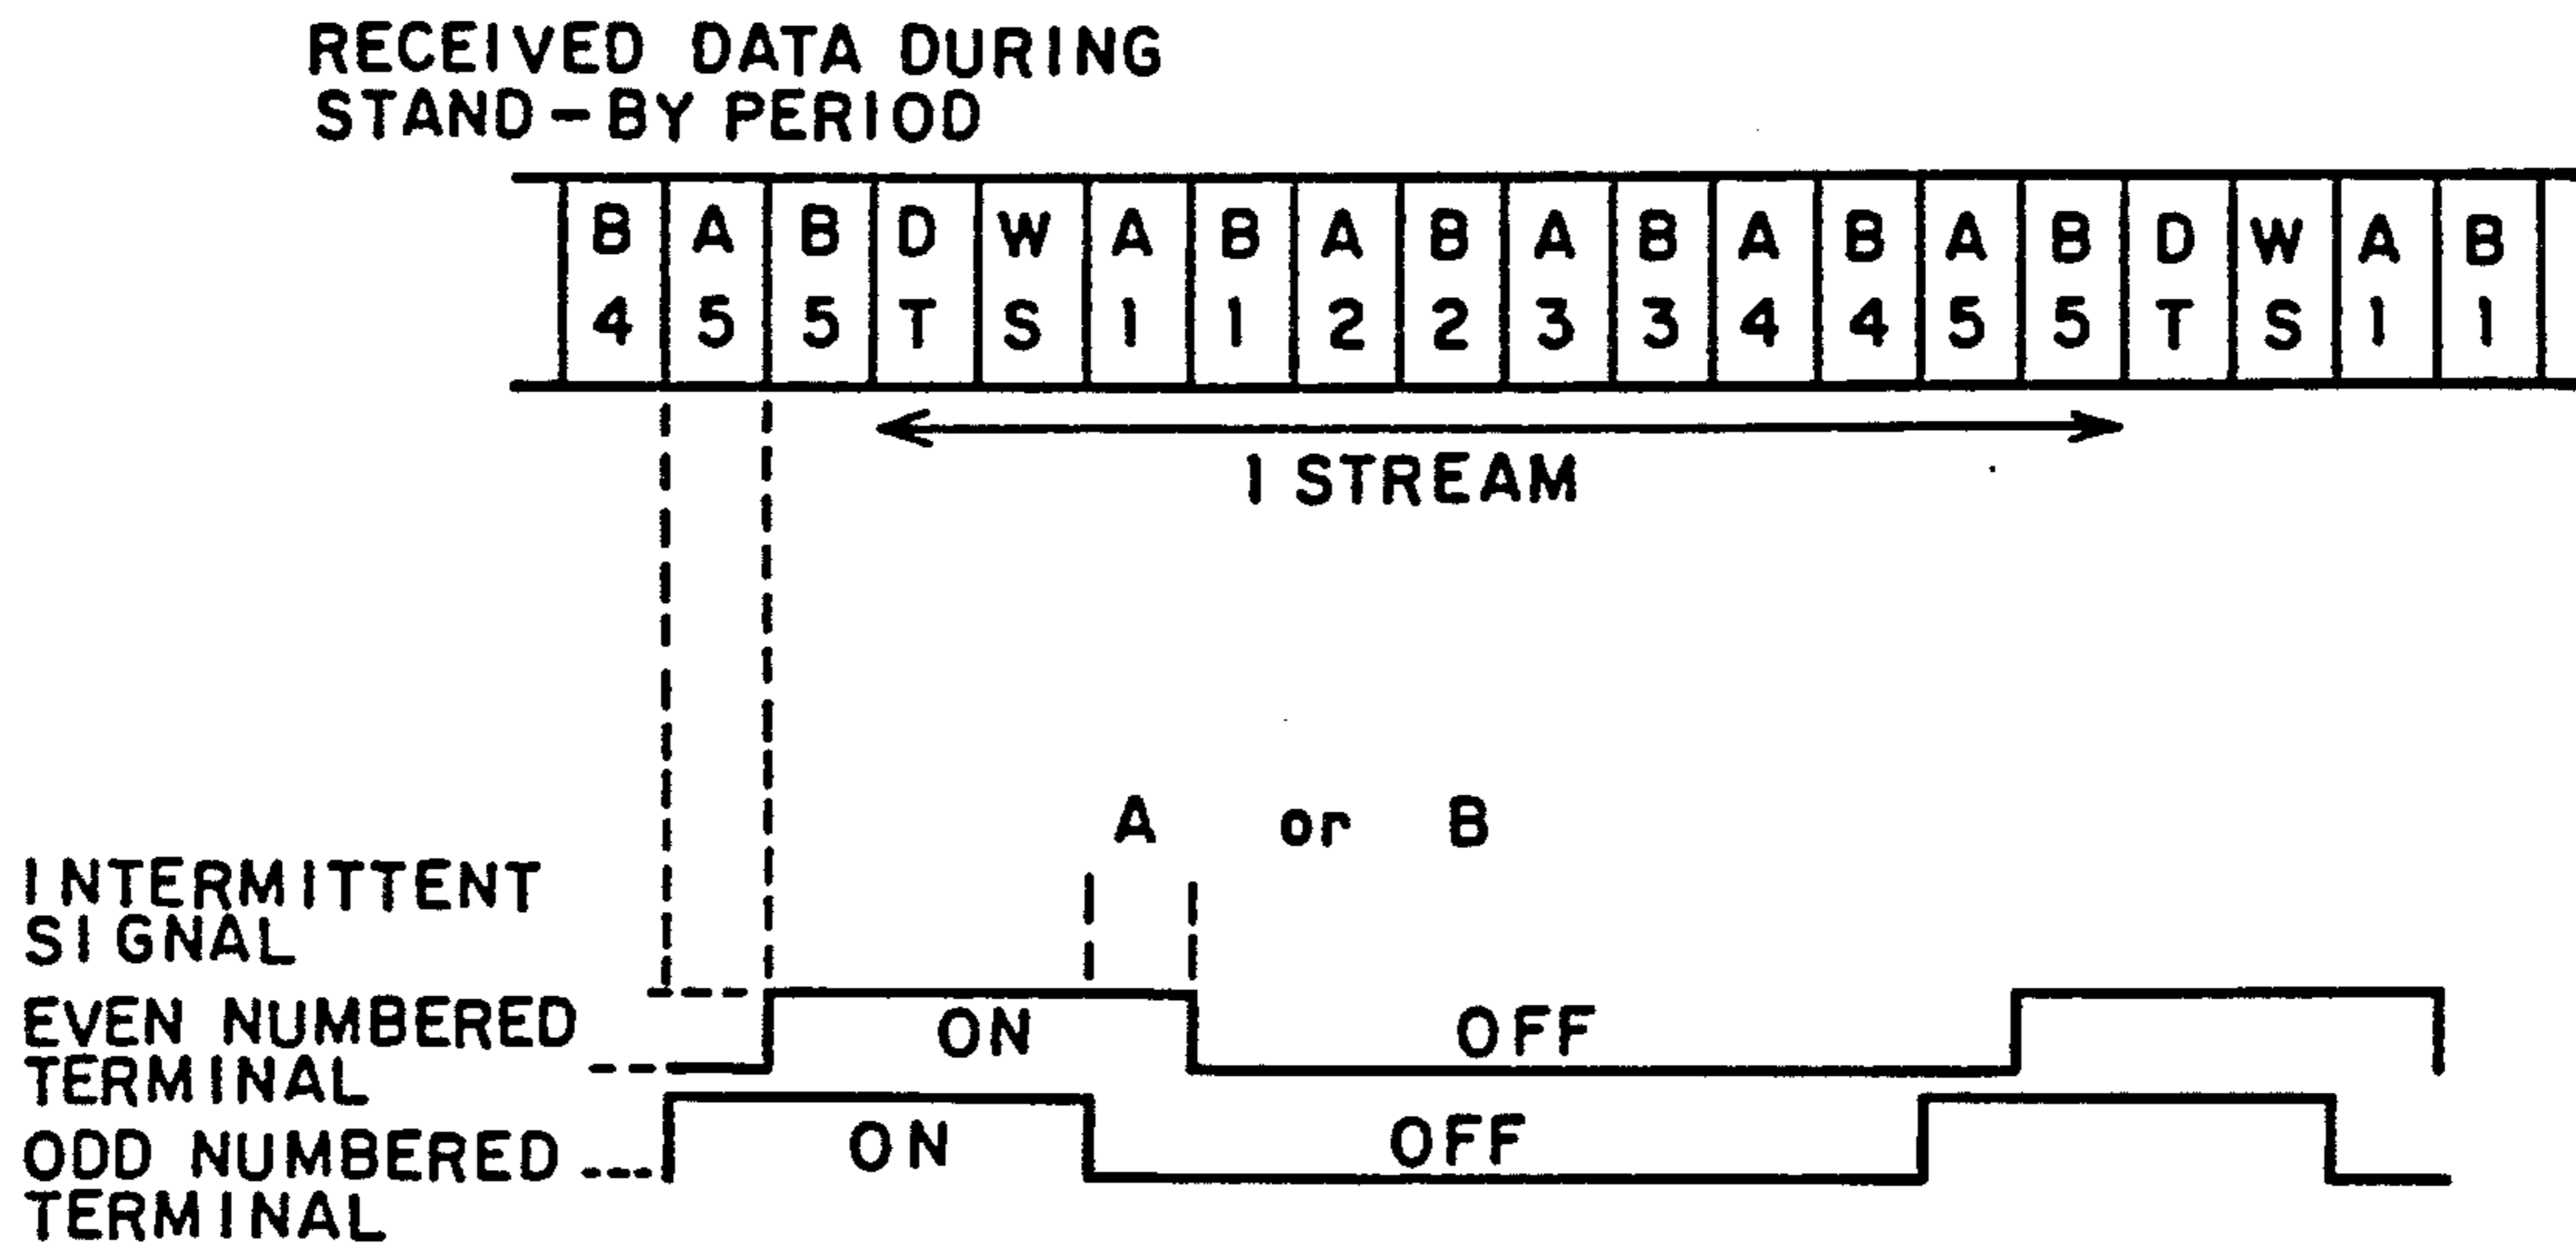 RECEIVED DATA DURING
STAND-BY PERIOD
B A B D W A B A B A B A B A B D W A B
4 5 5 T S 1 1 2 2 3 3 4 4 5 5 T S 1 1
1 STREAM
A or B
INTERMITTENT
SIGNAL
EVEN NUMBERED
TERMINAL
ON OFF
ODD NUMBERED
TERMINAL
ON OFF